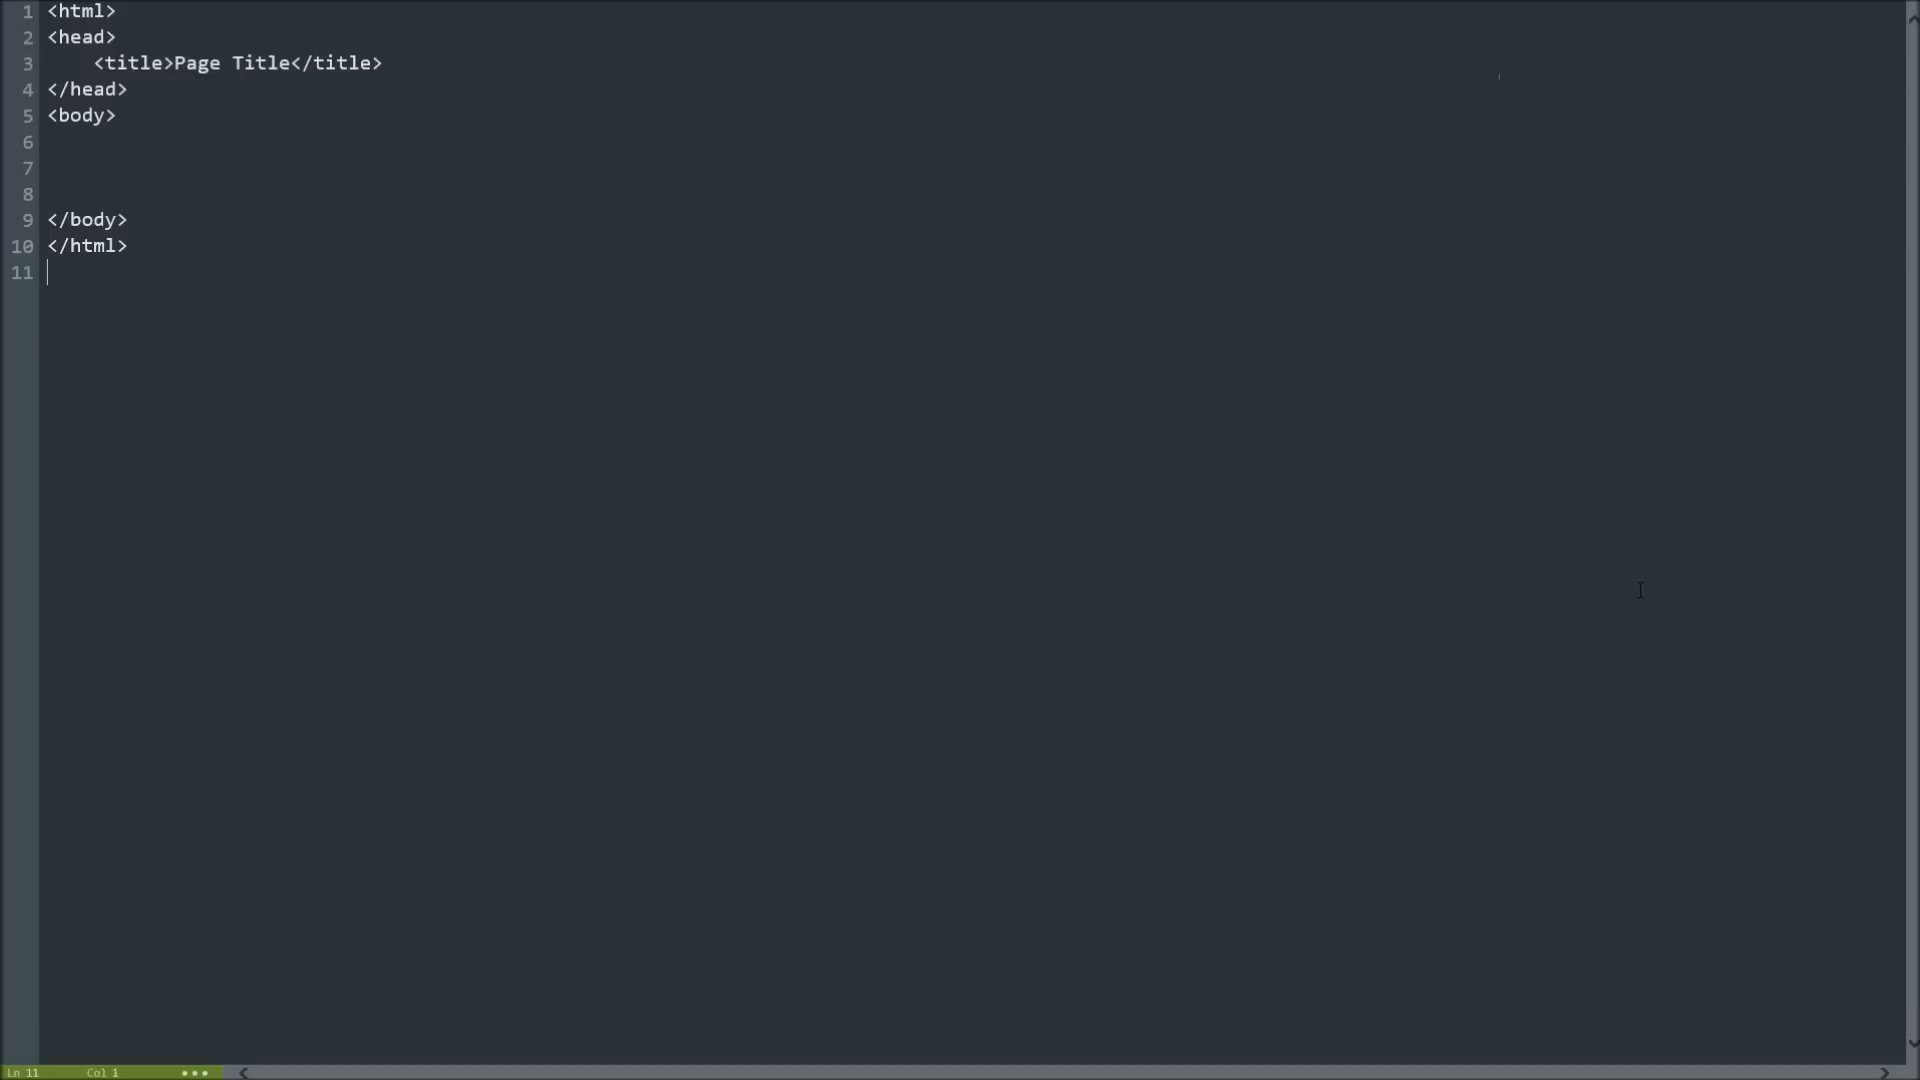 1 <html>
2 <head>
3     <title>Page Title</title>
4 </head>
5 <body>
6
7
8
9 </body>
10 </html>
11
Ln 11 Col 1 •••